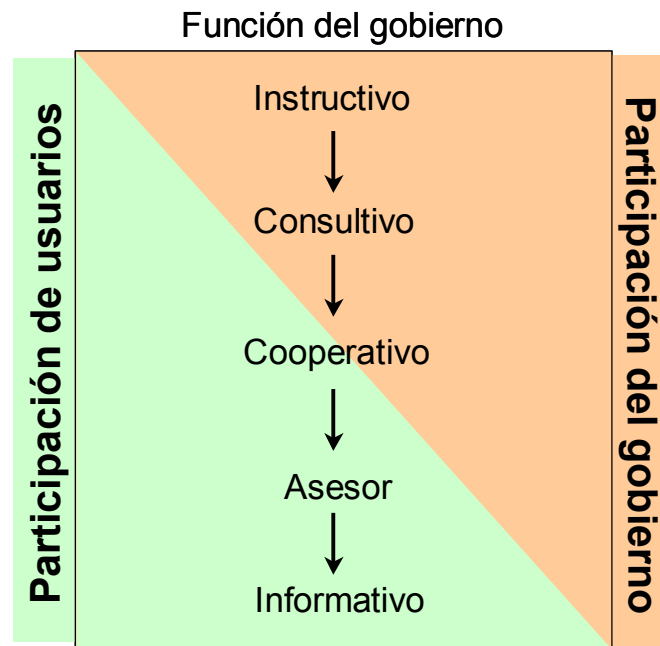 Función del gobierno
Participación de usuarios
Instructivo
Consultivo
Cooperativo
Asesor
Informativo
Participación del gobierno